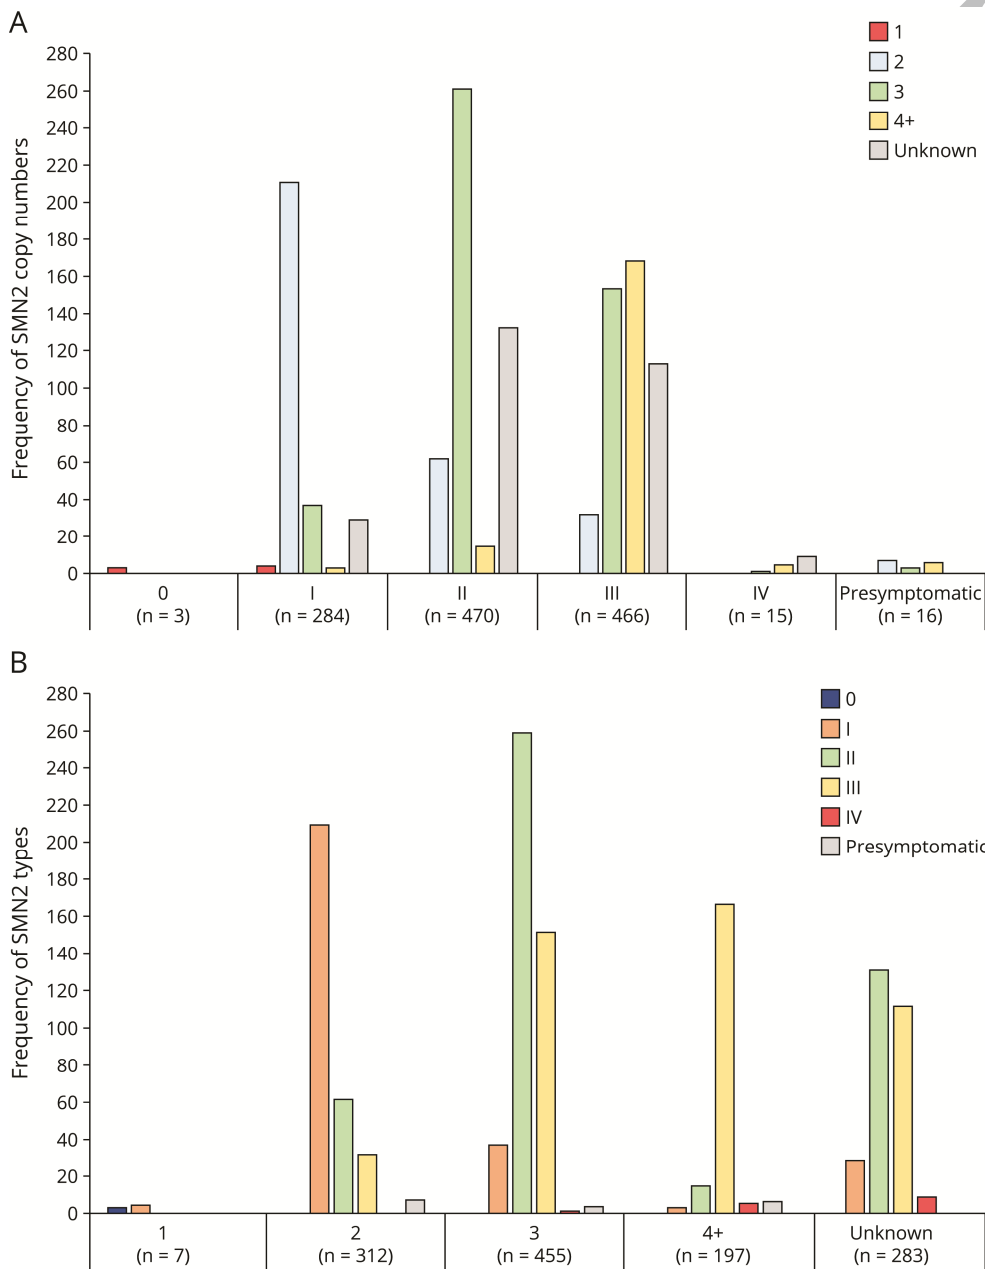 A
1
2
3
4+
Unknown
Frequency of SMN2 copy numbers
280
260
240
220
200
180
160
140
120
100
80
60
40
20
0
0 I II III IV Presymptomatic
(n = 3) (n = 284) (n = 470) (n = 466) (n = 15) (n = 16)
B
0
I
II
III
IV
Presymptomatic
Frequency of SMN2 types
280
260
240
220
200
180
160
140
120
100
80
60
40
20
0
1 2 3 4+ Unknown
(n = 7) (n = 312) (n = 455) (n = 197) (n = 283)